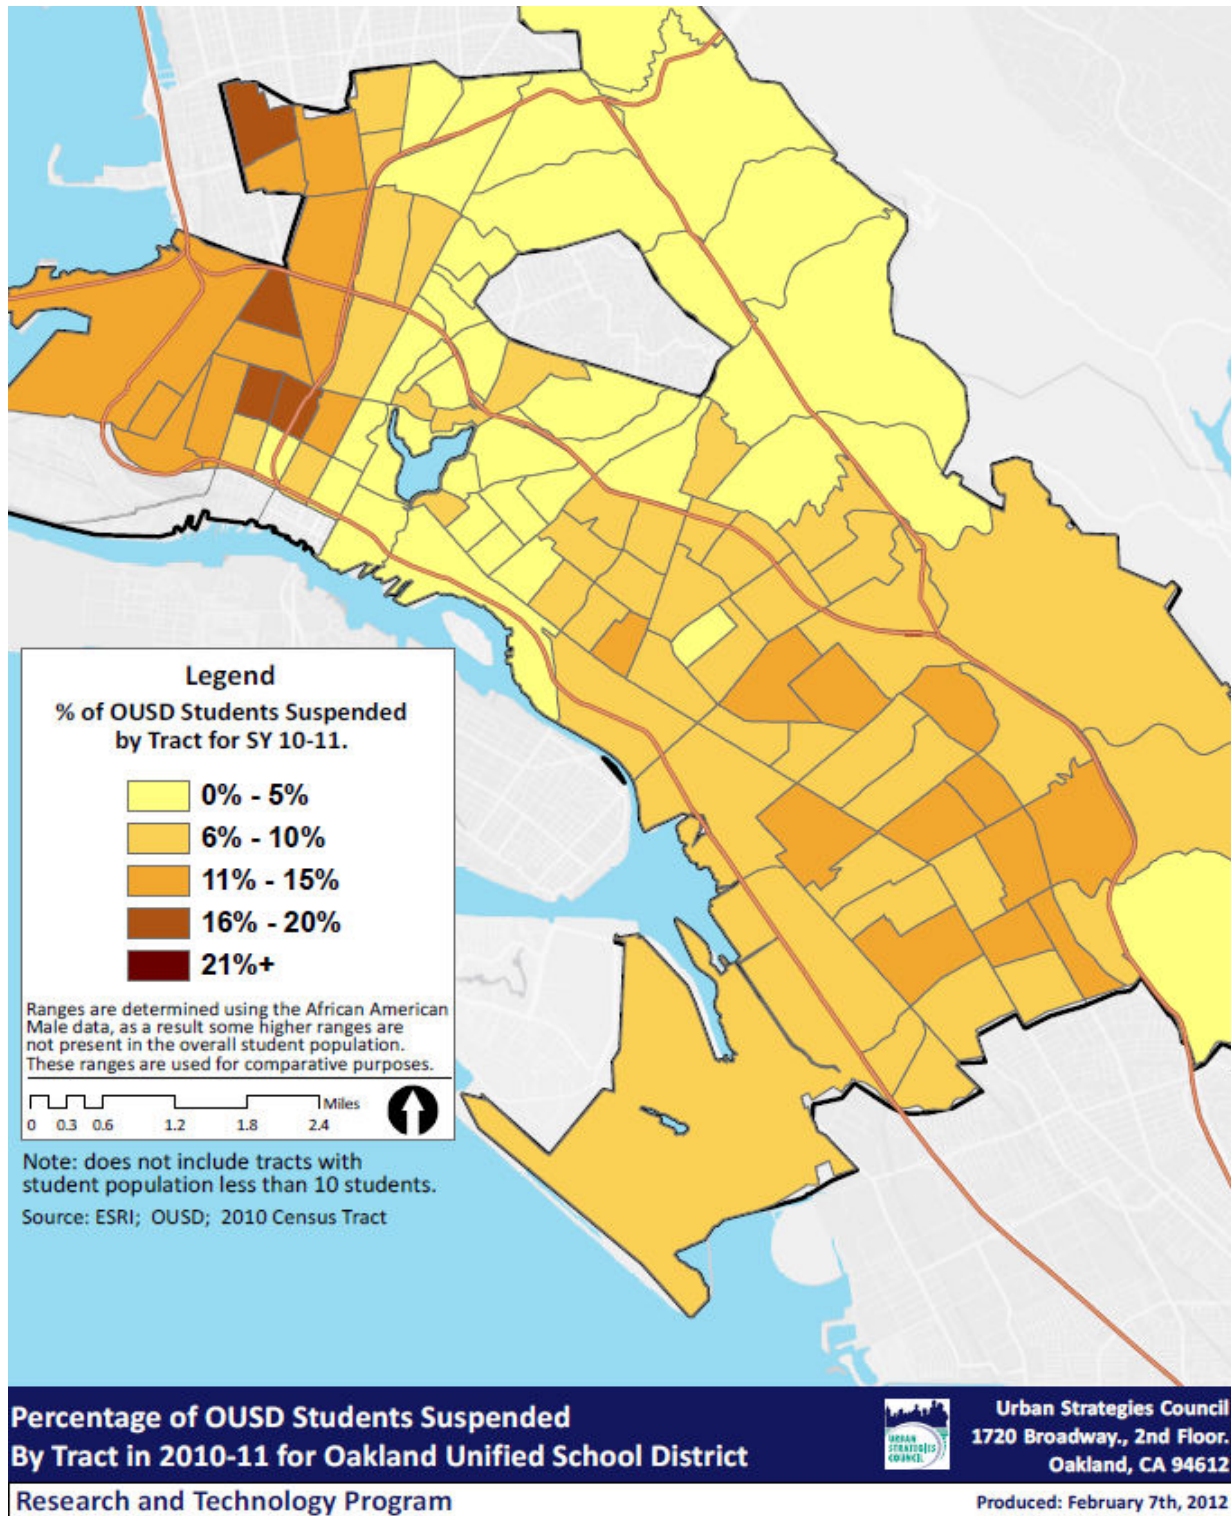 Legend
% of OUSD Students Suspended
by Tract for SY 10-11.
0% - 5%
6% - 10%
11% - 15%
16% - 20%
21%+
Ranges are determined using the African American
Male data, as a result some higher ranges are
not present in the overall student population.
These ranges are used for comparative purposes.
Miles
0 0.3 0.6 1.2 1.8 2.4
Note: does not include tracts with
student population less than 10 students.
Source: ESRI; OUSD; 2010 Census Tract
Percentage of OUSD Students Suspended
By Tract in 2010-11 for Oakland Unified School District
URBAN
STRATEGIES
COUNCIL
Urban Strategies Council
1720 Broadway., 2nd Floor.
Oakland, CA 94612
Research and Technology Program
Produced: February 7th, 2012